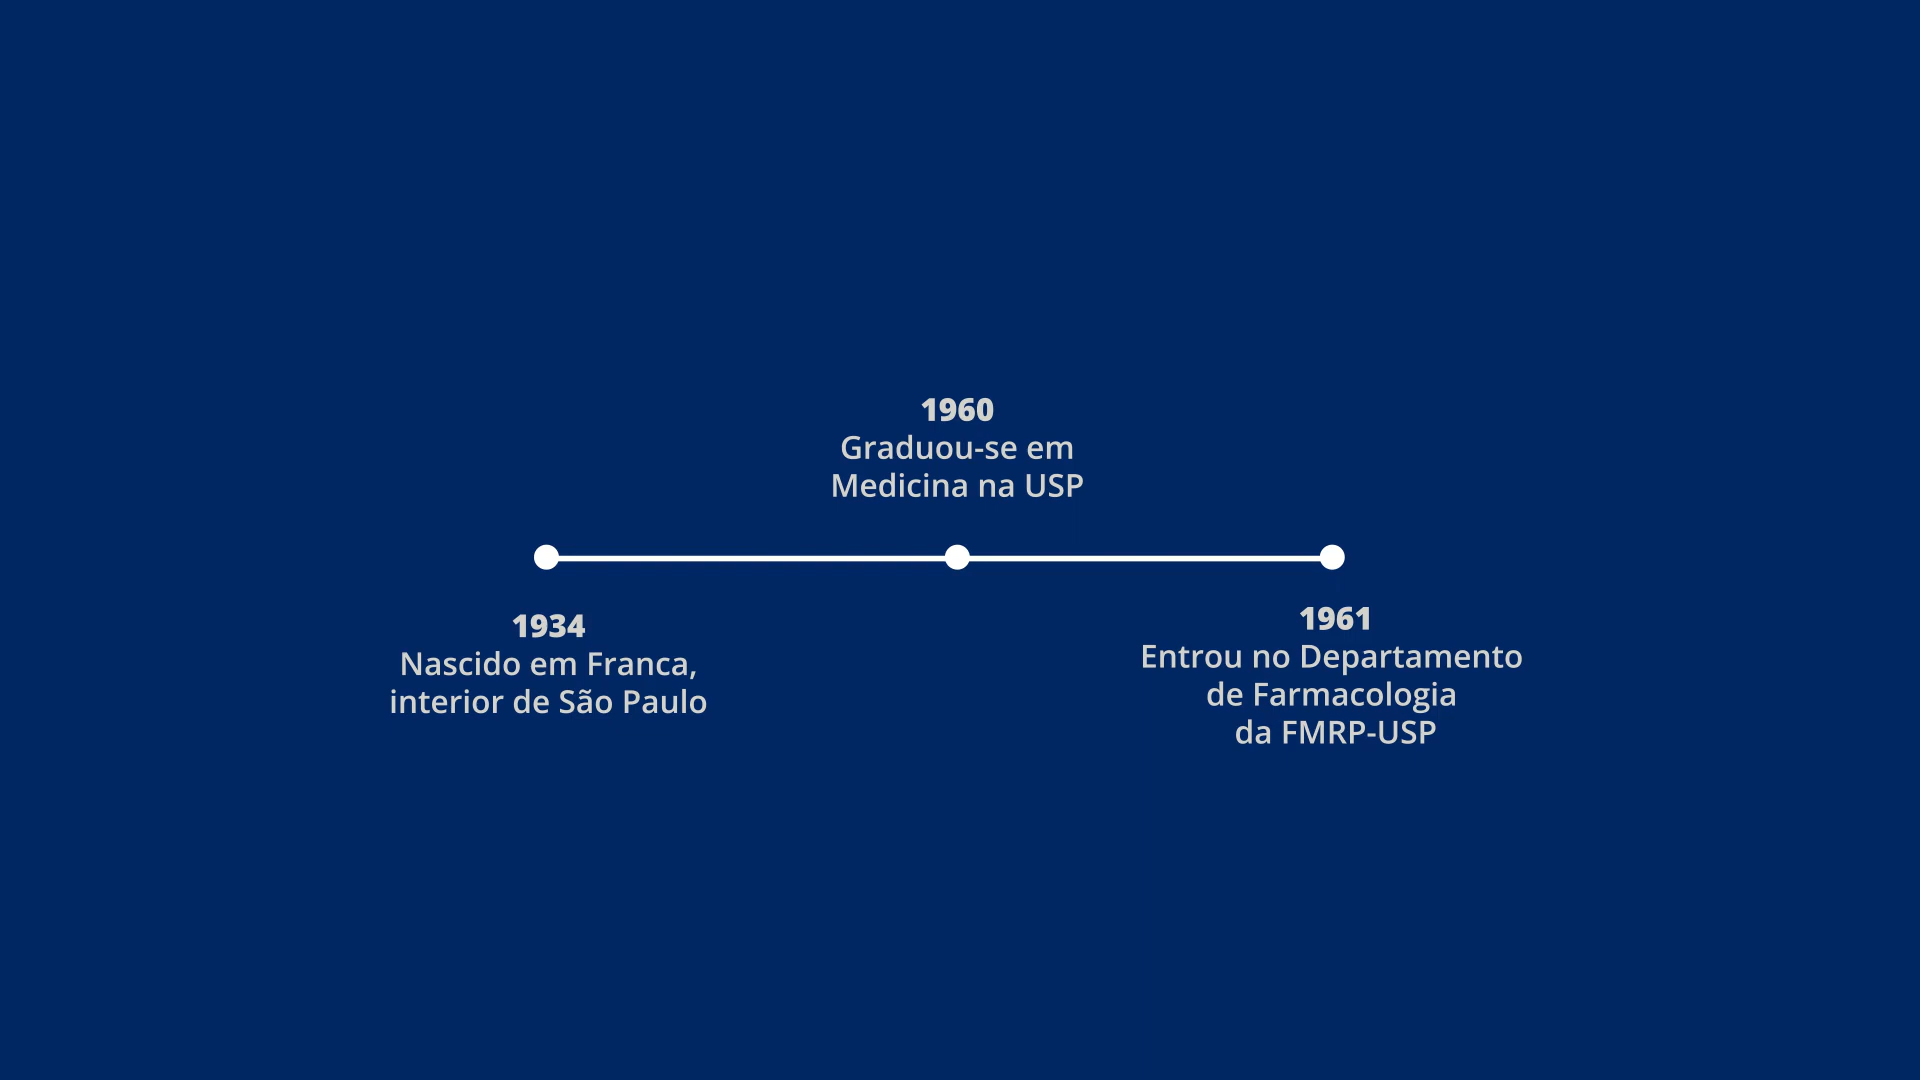 1934
Nascido em Franca,
interior de São Paulo
1960
Graduou-se em
Medicina na USP
1961
Entrou no Departamento
de Farmacologia
da FMRP-USP